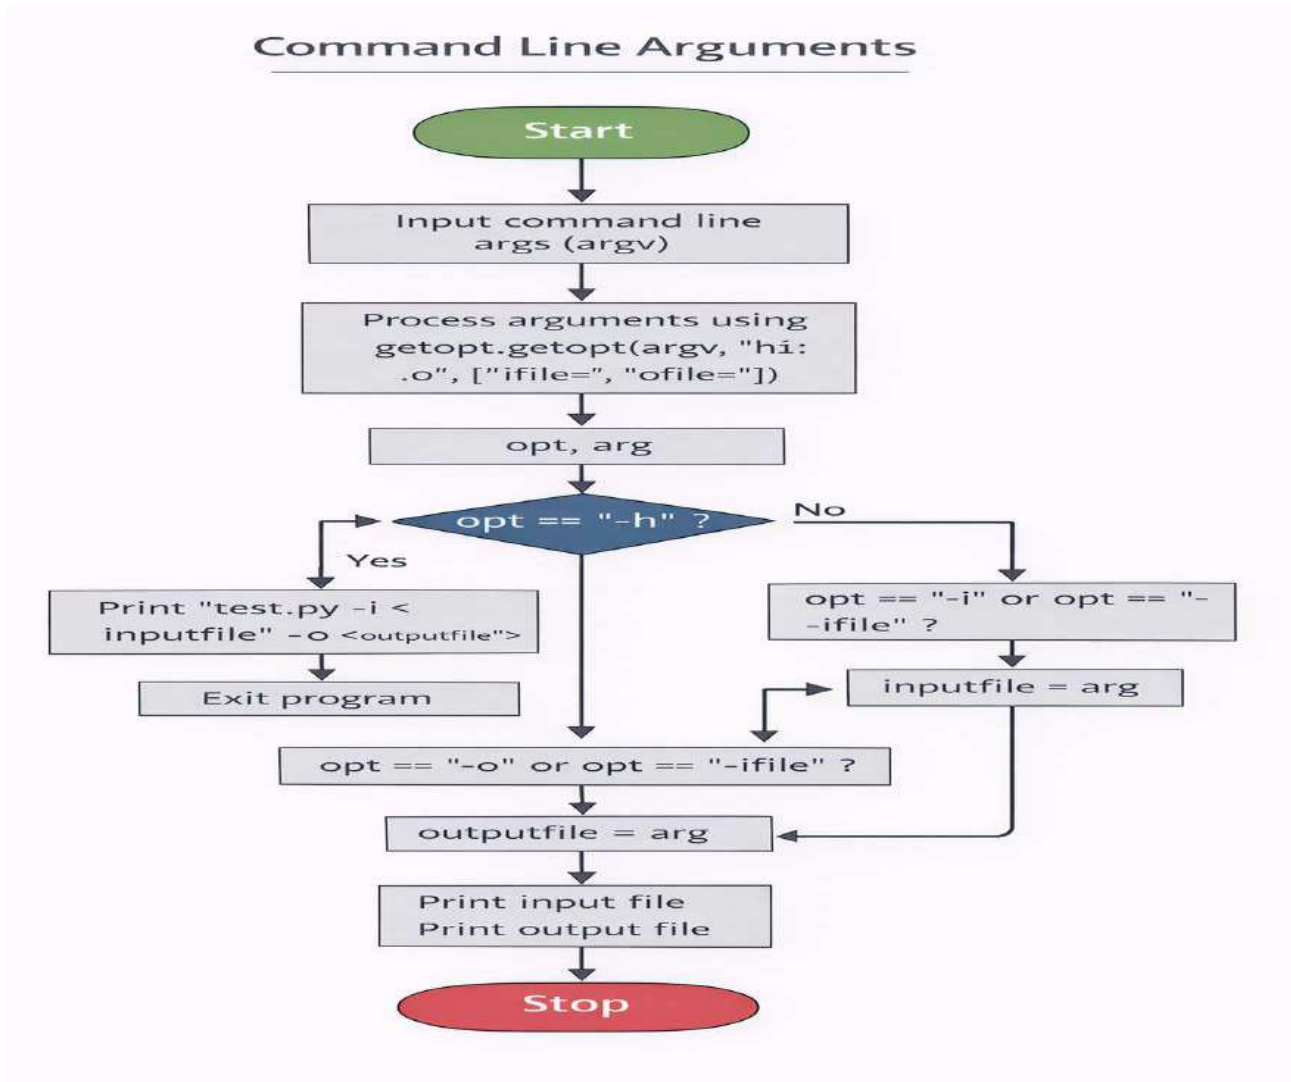 Command Line Arguments
Start
Input command line
args (argv)
Process arguments using
getopt.getopt(argv, "hi:
.o", ["ifile=", "ofile="])
opt, arg
opt == "-h" ?
No
Yes
Print "test.py -i <
inputfile" -o <outputfile">
Exit program
opt == "-i" or opt == "-
-ifile" ?
inputfile = arg
opt == "-o" or opt == "-ifile" ?
outputfile = arg
Print input file
Print output file
Stop